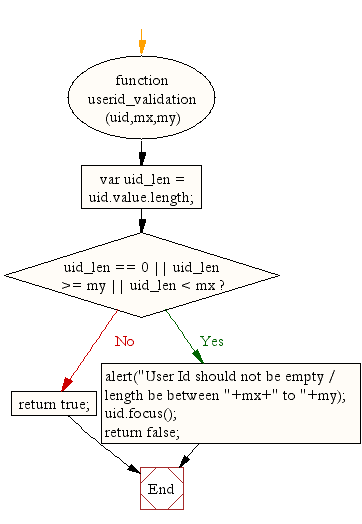 function
userid_validation
(uid,mx,my)
var uid_len =
uid.value.length;
uid_len == 0 || uid_len
>= my || uid_len < mx ?
No
Yes
return true;
alert("User Id should not be empty /
length be between "+mx+" to "+my);
uid.focus();
return false;
End